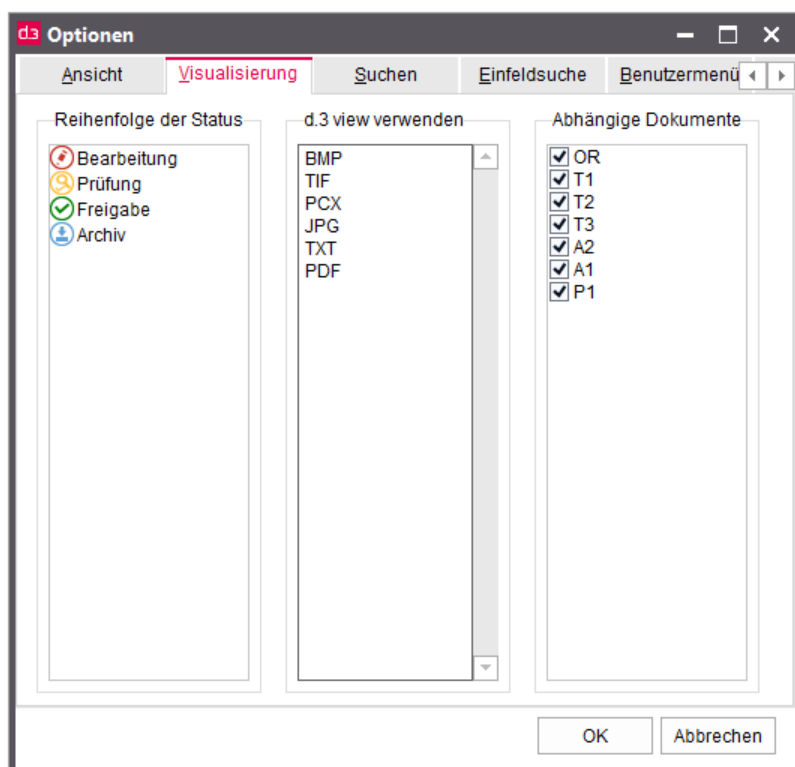 d.3 Optionen
Ansicht Visualisierung Suchen Einfeldsuche Benutzermenü
Reihenfolge der Status
Bearbeitung
Prüfung
Freigabe
Archiv
d.3 view verwenden
BMP
TIF
PCX
JPG
TXT
PDF
Abhängige Dokumente
OR
T1
T2
T3
A2
A1
P1
OK Abbrechen